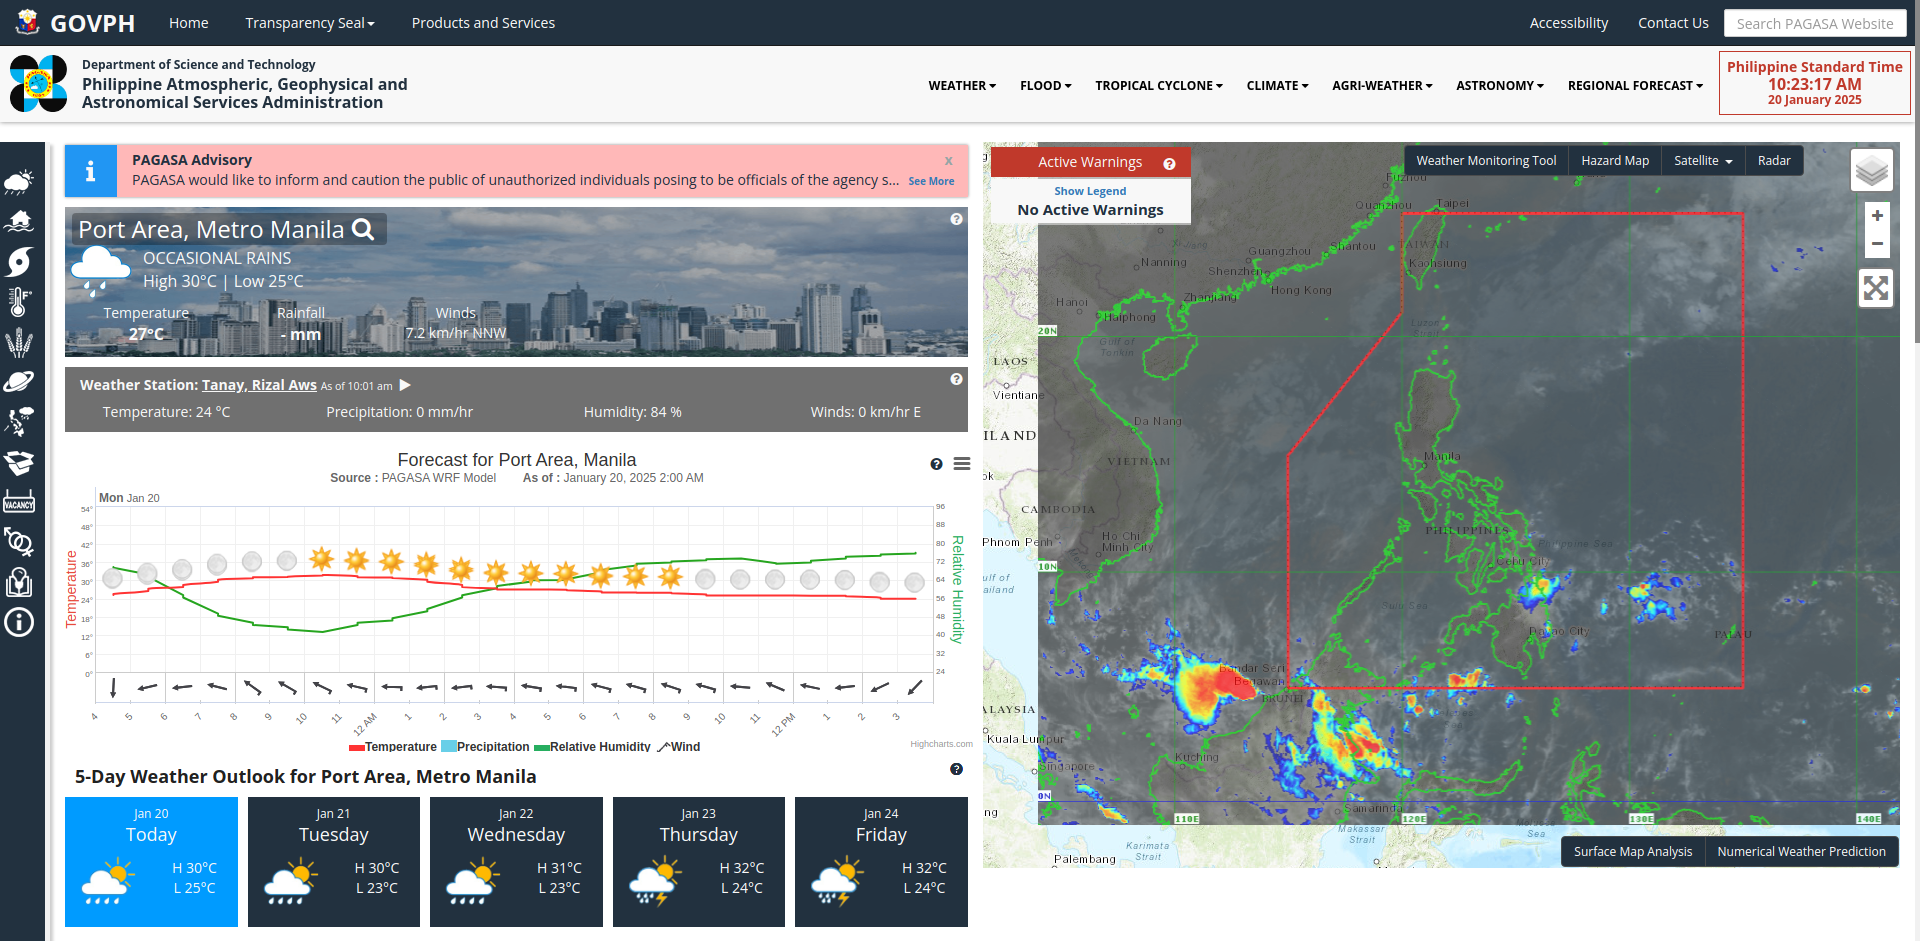 GOVPH
Home
Transparency Seal
Products and Services
Accessibility
Contact Us
Search PAGASA Website
Department of Science and Technology
Philippine Atmospheric, Geophysical and
Astronomical Services Administration
WEATHER
FLOOD
TROPICAL CYCLONE
CLIMATE
AGRI-WEATHER
ASTRONOMY
REGIONAL FORECAST
Philippine Standard Time
10:23:17 AM
20 January 2025
VACANCY
PAGASA Advisory
x
PAGASA would like to inform and caution the public of unauthorized individuals posing to be officials of the agency s...
See More
Port Area, Metro Manila
OCCASIONAL RAINS
High 30°C | Low 25°C
Temperature
27°C
Rainfall
- mm
Winds
7.2 km/hr NNW
Weather Station: Tanay, Rizal Aws As of 10:01 am
Temperature: 24 °C
Precipitation: 0 mm/hr
Humidity: 84 %
Winds: 0 km/hr E
Forecast for Port Area, Manila
Source : PAGASA WRF Model As of : January 20, 2025 2:00 AM
Mon Jan 20
Temperature
54°
48°
42°
36°
30°
24°
18°
12°
6°
0°
96
88
80
72
64
56
48
40
32
24
Relative Humidity
4 5 6 7 8 9 10 11 12 AM 1 2 3 4 5 6 7 8 9 10 11 12 PM 1 2 3
Temperature Precipitation Relative Humidity Wind
Highcharts.com
5-Day Weather Outlook for Port Area, Metro Manila
Jan 20
Today
H 30°C
L 25°C
Jan 21
Tuesday
H 30°C
L 23°C
Jan 22
Wednesday
H 31°C
L 23°C
Jan 23
Thursday
H 32°C
L 24°C
Jan 24
Friday
H 32°C
L 24°C
Active Warnings
Show Legend
No Active Warnings
Weather Monitoring Tool
Hazard Map
Satellite
Radar
+
−
Fuzhou
Quanzhou
Taipei
Guangzhou
Shantou
TAIWAN
Nanning
Shenzhen
Kaohsiung
Hanoi
Zhanjiang
Hong Kong
Haiphong
20N
Luzon
Strait
Gulf of
Tonkin
LAOS
Vientiane
Da Nang
ILAND
Manila
VIETNAM
ok
CAMBODIA
PHILIPPINES
Phnom Penh
Ho Chi
Minh City
Philippine Sea
Cebu City
10N
ulf of
ailand
Sulu Sea
Davao City
PALAU
Bandar Seri
Begawan
BRUNEI
ALAYSIA
Kuala Lumpur
Kuching
Singapore
0N
Samarinda
110E
120E
130E
140E
ng
Makassar
Strait
Sea
Karimata
Strait
Palembang
Surface Map Analysis
Numerical Weather Prediction